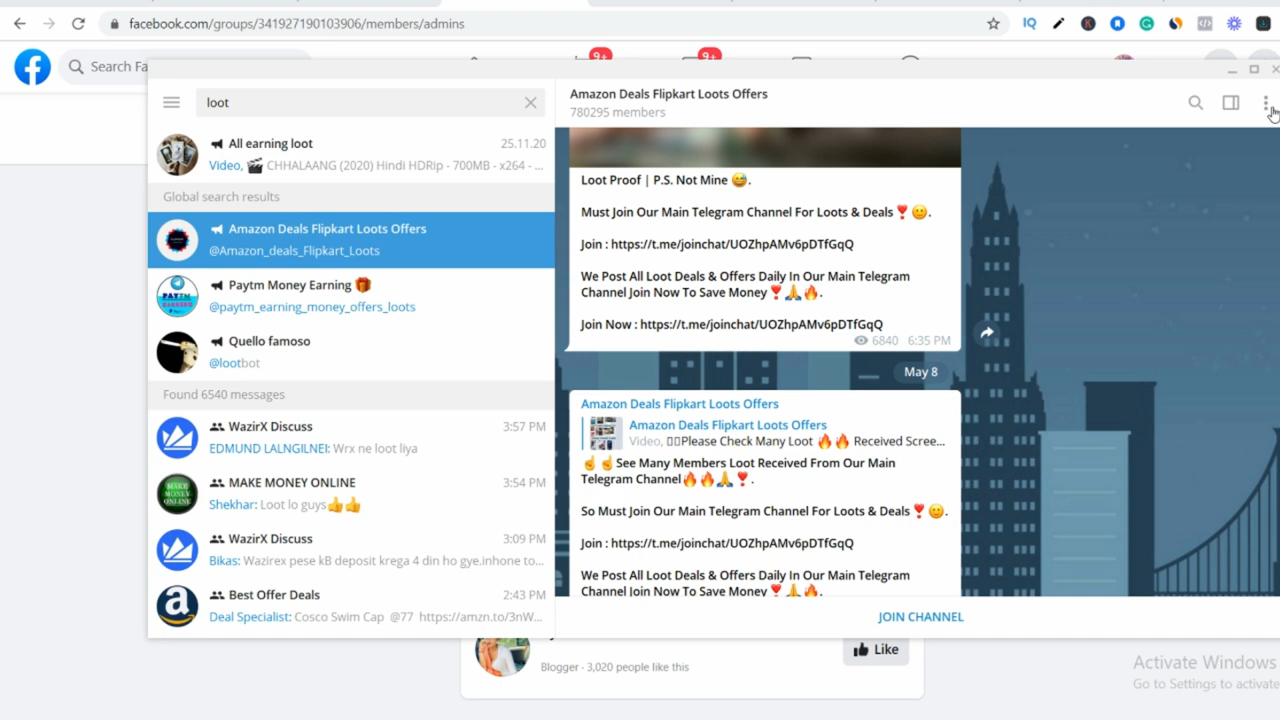 facebook.com/groups/341927190103906/members/admins
Search Fa
9+
9+
loot
All earning loot
25.11.20
Video, 🎬 CHHALAANG (2020) Hindi HDRip - 700MB - x264 - ...
Global search results
Amazon Deals Flipkart Loots Offers
@Amazon_deals_Flipkart_Loots
Paytm Money Earning 🎁
@paytm_earning_money_offers_loots
Quello famoso
@lootbot
Found 6540 messages
WazirX Discuss
3:57 PM
EDMUND LALNGILNEI: Wrx ne loot liya
MAKE MONEY ONLINE
3:54 PM
Shekhar: Loot lo guys👍👍
WazirX Discuss
3:09 PM
Bikas: Wazirex pese kB deposit krega 4 din ho gye.inhone to...
Best Offer Deals
2:43 PM
Deal Specialist: Cosco Swim Cap @77 https://amzn.to/3nW...
Amazon Deals Flipkart Loots Offers
780295 members
Loot Proof | P.S. Not Mine 😅.
Must Join Our Main Telegram Channel For Loots & Deals❣️🙂.
Join : https://t.me/joinchat/UOZhpAMv6pDTfGqQ
We Post All Loot Deals & Offers Daily In Our Main Telegram
Channel Join Now To Save Money❣️🙏🔥.
Join Now : https://t.me/joinchat/UOZhpAMv6pDTfGqQ
6840 6:35 PM
May 8
Amazon Deals Flipkart Loots Offers
Amazon Deals Flipkart Loots Offers
Video, ▯▯Please Check Many Loot 🔥🔥 Received Scree...
☝️☝️See Many Members Loot Received From Our Main
Telegram Channel🔥🔥🙏❣️.
So Must Join Our Main Telegram Channel For Loots & Deals❣️🙂.
Join : https://t.me/joinchat/UOZhpAMv6pDTfGqQ
We Post All Loot Deals & Offers Daily In Our Main Telegram
Channel Join Now To Save Money❣️🙏🔥.
JOIN CHANNEL
Blogger · 3,020 people like this
Like
Activate Windows
Go to Settings to activate